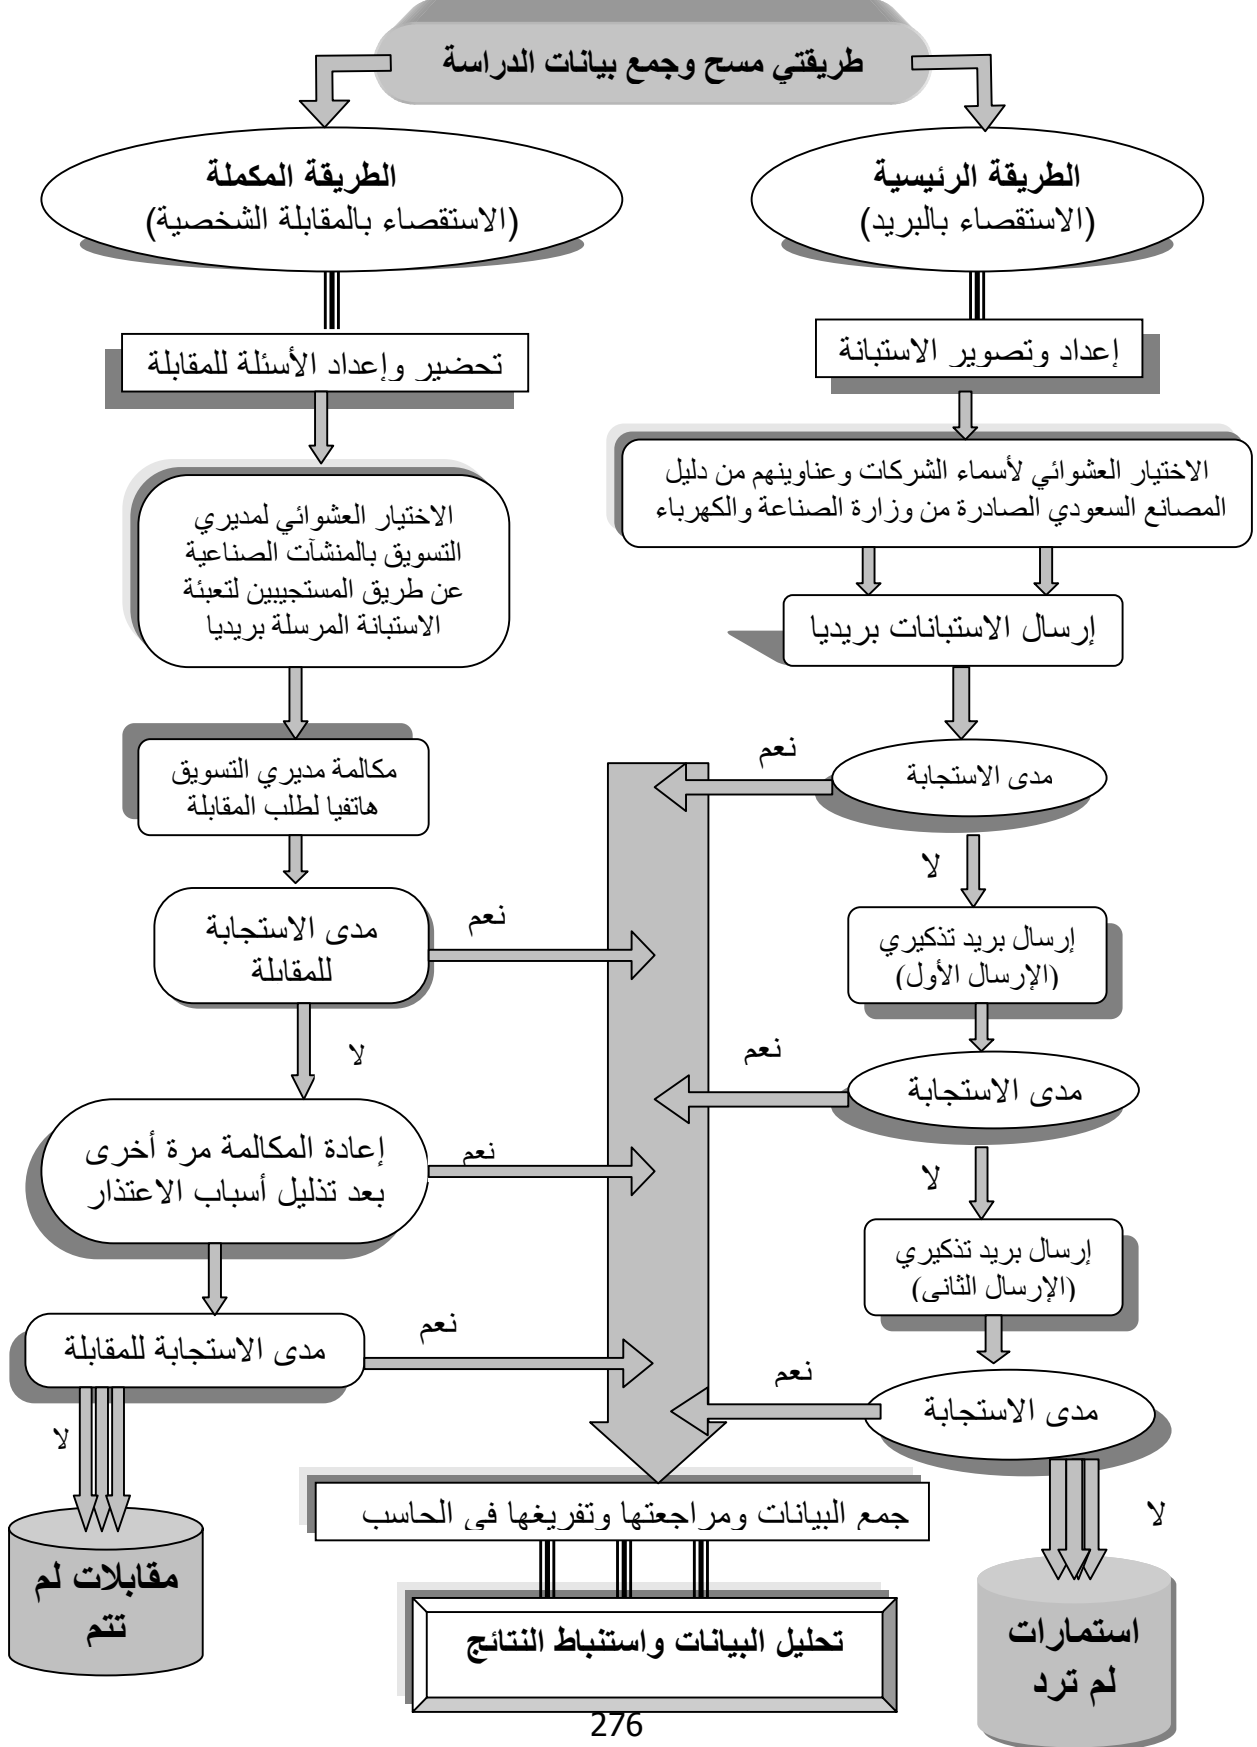 طريقتي مسح وجمع بيانات الدراسة
الطريقة الرئيسية
(الاستقصاء بالبريد)
إعداد وتصوير الاستبانة
الاختيار العشوائي لأسماء الشركات وعناوينهم من دليل
المصانع السعودي الصادرة من وزارة الصناعة والكهرباء
إرسال الاستبانات بريديا
مدى الاستجابة
نعم
لا
إرسال بريد تذكيري
(الإرسال الأول)
مدى الاستجابة
نعم
لا
إرسال بريد تذكيري
(الإرسال الثاني)
مدى الاستجابة
نعم
لا
استمارات
لم ترد
الطريقة المكملة
(الاستقصاء بالمقابلة الشخصية)
تحضير وإعداد الأسئلة للمقابلة
الاختيار العشوائي لمديري
التسويق بالمنشآت الصناعية
عن طريق المستجيبين لتعبئة
الاستبانة المرسلة بريديا
مكالمة مديري التسويق
هاتفيا لطلب المقابلة
مدى الاستجابة
للمقابلة
نعم
لا
إعادة المكالمة مرة أخرى
بعد تذليل أسباب الاعتذار
نعم
مدى الاستجابة للمقابلة
نعم
لا
مقابلات لم
تتم
جمع البيانات ومراجعتها وتفريغها في الحاسب
تحليل البيانات واستنباط النتائج
276